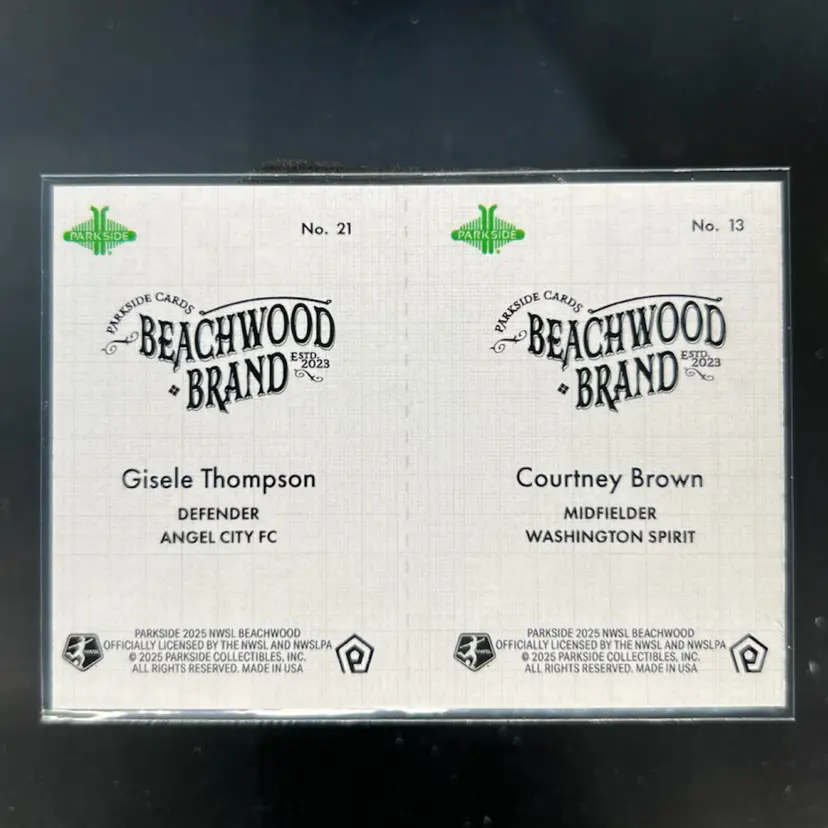 PARKSIDE
No. 21
PARKSIDE CARDS
BEACHWOOD
BRAND
ESTD.
2023
Gisele Thompson
DEFENDER
ANGEL CITY FC
NWSL
PARKSIDE 2025 NWSL BEACHWOOD
OFFICIALLY LICENSED BY THE NWSL AND NWSLPA
© 2025 PARKSIDE COLLECTIBLES, INC.
ALL RIGHTS RESERVED. MADE IN USA
PARKSIDE
No. 13
PARKSIDE CARDS
BEACHWOOD
BRAND
ESTD.
2023
Courtney Brown
MIDFIELDER
WASHINGTON SPIRIT
NWSL
PARKSIDE 2025 NWSL BEACHWOOD
OFFICIALLY LICENSED BY THE NWSL AND NWSLPA
© 2025 PARKSIDE COLLECTIBLES, INC.
ALL RIGHTS RESERVED. MADE IN USA